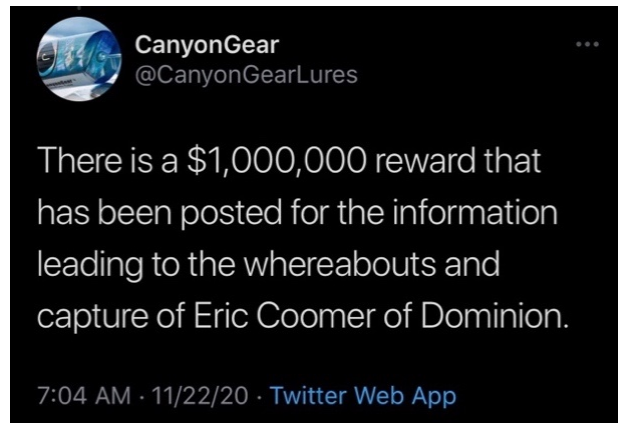 CanyonGear
@CanyonGearLures
There is a $1,000,000 reward that
has been posted for the information
leading to the whereabouts and
capture of Eric Coomer of Dominion.
7:04 AM · 11/22/20 · Twitter Web App